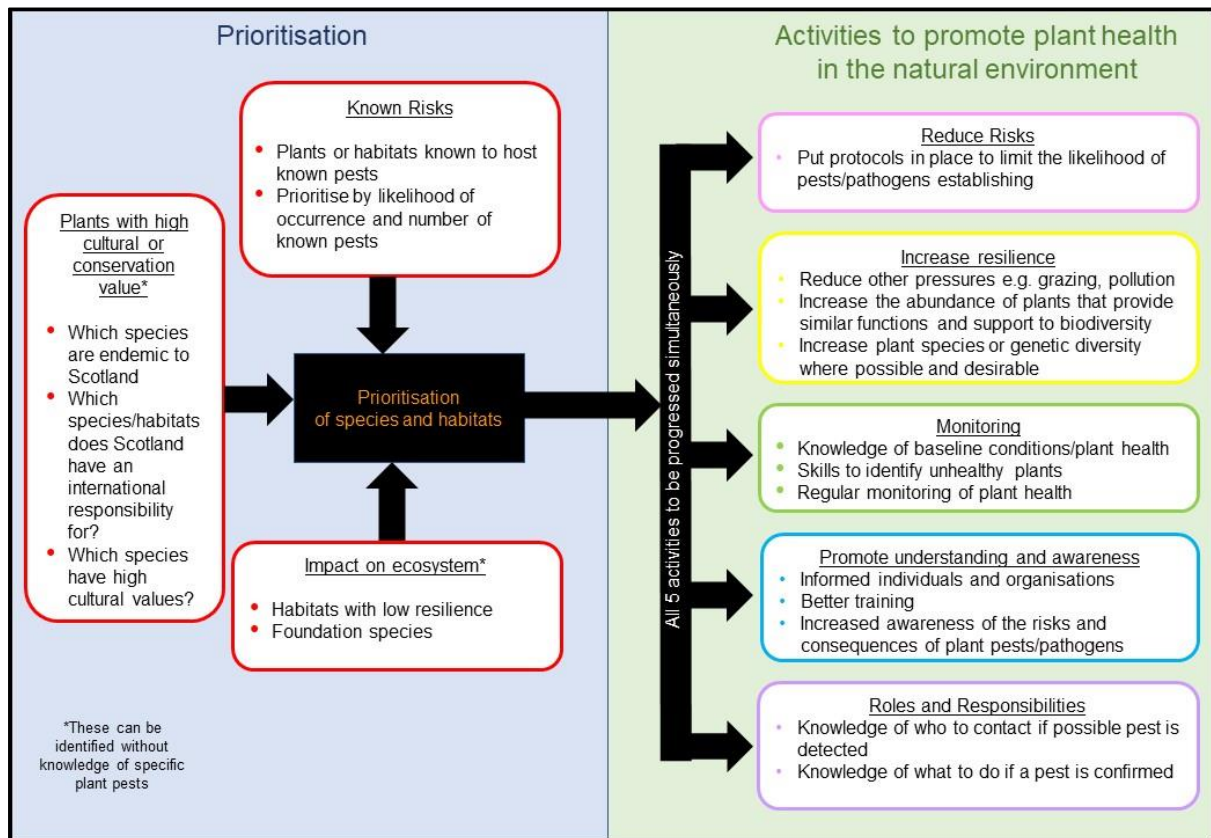 Prioritisation
Known Risks
• Plants or habitats known to host
known pests
• Prioritise by likelihood of
occurrence and number of
known pests
Plants with high
cultural or
conservation
value*
• Which species
are endemic to
Scotland
• Which
species/habitats
does Scotland
have an
international
responsibility
for?
• Which species
have high
cultural values?
Prioritisation
of species and habitats
Impact on ecosystem*
• Habitats with low resilience
• Foundation species
*These can be
identified without
knowledge of specific
plant pests
Activities to promote plant health
in the natural environment
All 5 activities to be progressed simultaneously
Reduce Risks
• Put protocols in place to limit the likelihood of
pests/pathogens establishing
Increase resilience
• Reduce other pressures e.g. grazing, pollution
• Increase the abundance of plants that provide
similar functions and support to biodiversity
• Increase plant species or genetic diversity
where possible and desirable
Monitoring
• Knowledge of baseline conditions/plant health
• Skills to identify unhealthy plants
• Regular monitoring of plant health
Promote understanding and awareness
• Informed individuals and organisations
• Better training
• Increased awareness of the risks and
consequences of plant pests/pathogens
Roles and Responsibilities
• Knowledge of who to contact if possible pest is
detected
• Knowledge of what to do if a pest is confirmed